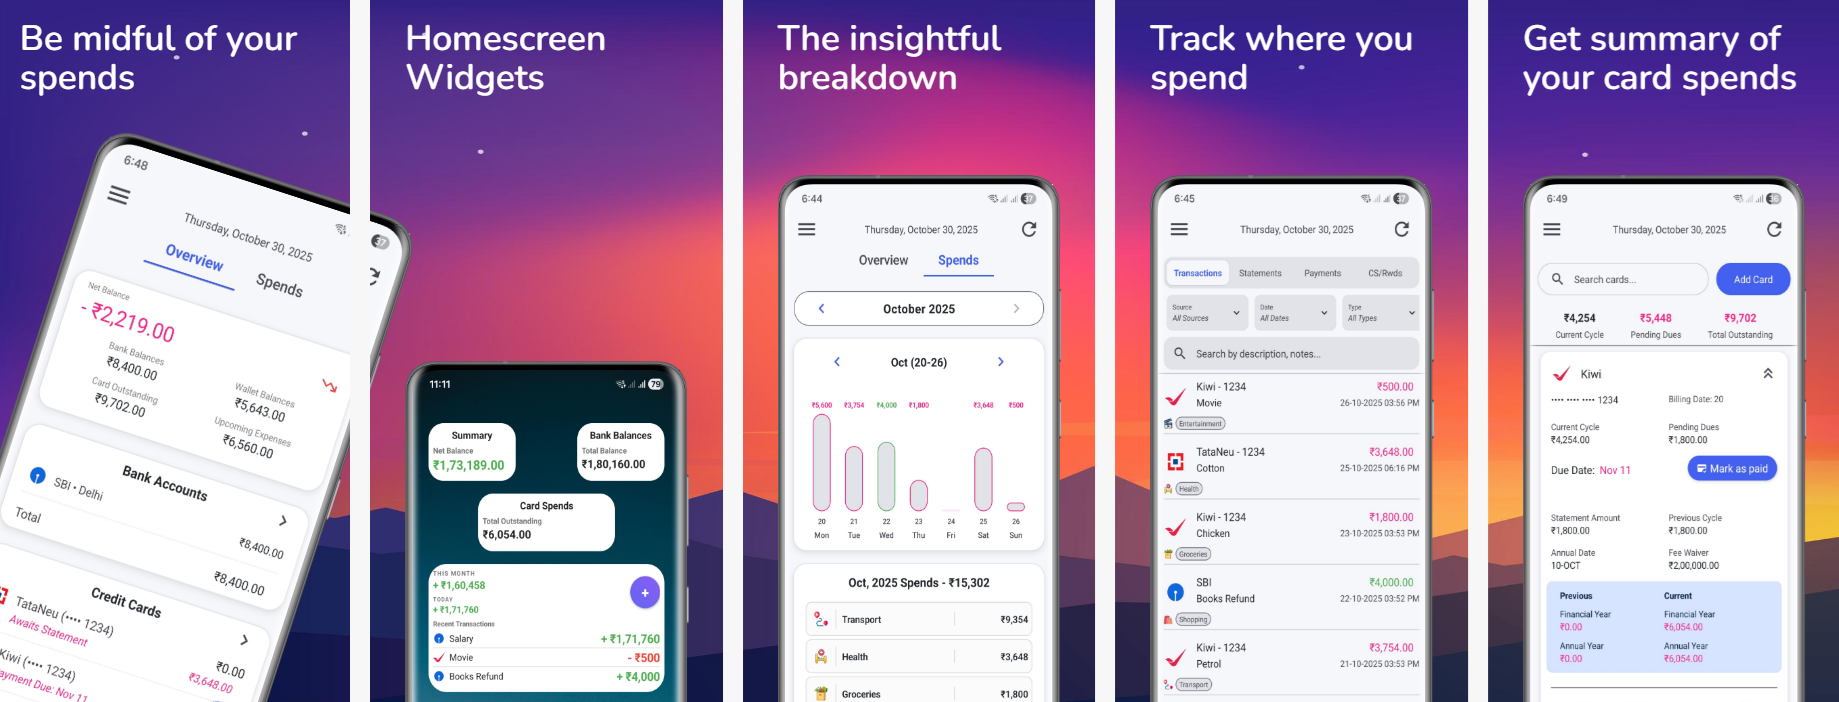 Be midful of your
spends
6:48
37
Thursday, October 30, 2025
Overview
Spends
Net Balance
- ₹2,219.00
Bank Balances
₹8,400.00
Wallet Balances
₹5,643.00
Card Outstanding
₹9,702.00
Upcoming Expenses
₹6,560.00
Bank Accounts
SBI • Delhi
₹8,400.00
Total
₹8,400.00
Credit Cards
TataNeu (•••• 1234)
₹0.00
Awaits Statement
Kiwi (•••• 1234)
₹3,648.00
ayment Due: Nov 11
Homescreen
Widgets
11:11
79
Summary
Net Balance
₹1,73,189.00
Bank Balances
Total Balance
₹1,80,160.00
Card Spends
Total Outstanding
₹6,054.00
THIS MONTH
+ ₹1,60,458
TODAY
+ ₹1,71,760
+
Recent Transactions
Salary + ₹1,71,760
Movie - ₹500
Books Refund + ₹4,000
The insightful
breakdown
6:44
37
Thursday, October 30, 2025
Overview Spends
October 2025
Oct (20-26)
₹5,600 ₹3,754 ₹4,000 ₹1,800 ₹3,648 ₹500
20 21 22 23 24 25 26
Mon Tue Wed Thu Fri Sat Sun
Oct, 2025 Spends - ₹15,302
Transport ₹9,354
Health ₹3,648
Groceries ₹1,800
Track where you
spend
6:45
37
Thursday, October 30, 2025
Transactions Statements Payments CS/Rwds
Source Date Type
All Sources All Dates All Types
Search by description, notes...
Kiwi - 1234 ₹500.00
Movie 26-10-2025 03:56 PM
Entertainment
TataNeu - 1234 ₹3,648.00
Cotton 25-10-2025 06:16 PM
Health
Kiwi - 1234 ₹1,800.00
Chicken 23-10-2025 03:53 PM
Groceries
SBI ₹4,000.00
Books Refund 22-10-2025 03:52 PM
Shopping
Kiwi - 1234 ₹3,754.00
Petrol 21-10-2025 03:53 PM
Transport
Get summary of
your card spends
6:49
Thursday, October 30, 2025
Search cards... Add Card
₹4,254 ₹5,448 ₹9,702
Current Cycle Pending Dues Total Outstanding
Kiwi
•••• •••• •••• 1234 Billing Date: 20
Current Cycle Pending Dues
₹4,254.00 ₹1,800.00
Due Date: Nov 11 Mark as paid
Statement Amount Previous Cycle
₹1,800.00 ₹1,800.00
Annual Date Fee Waiver
10-OCT ₹2,00,000.00
Previous Current
Financial Year Financial Year
₹0.00 ₹6,054.00
Annual Year Annual Year
₹0.00 ₹6,054.00